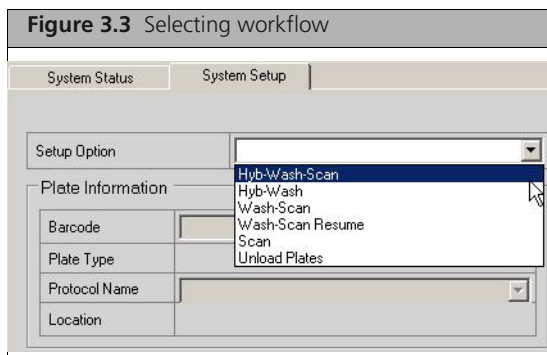 Figure 3.3 Selecting workflow
System Status System Setup
Setup Option
Hyb-Wash-Scan
Hyb-Wash
Wash-Scan
Wash-Scan Resume
Scan
Unload Plates
Plate Information
Barcode
Plate Type
Protocol Name
Location